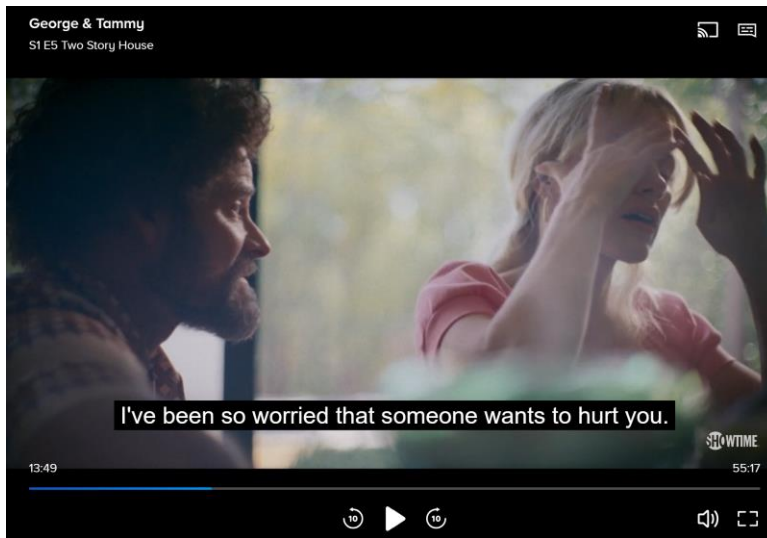 George & Tammy
S1 E5 Two Story House
I've been so worried that someone wants to hurt you.
SHOWTIME
13:49
55:17
10
10